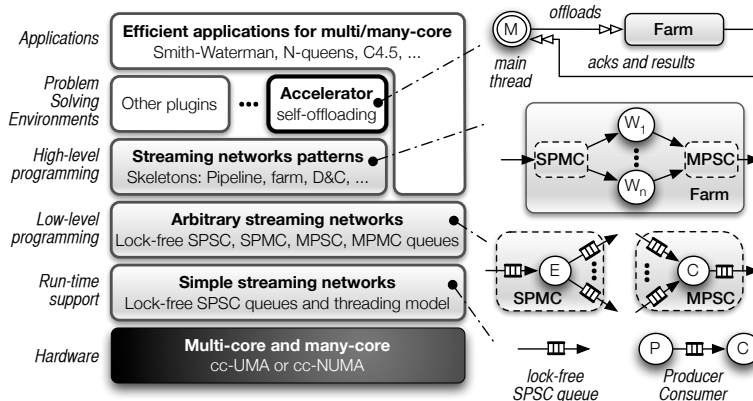 Applications
Efficient applications for multi/many-core
Smith-Waterman, N-queens, C4.5, ...
Problem
Solving
Environments
Other plugins
...
Accelerator
self-offloading
High-level
programming
Streaming networks patterns
Skeletons: Pipeline, farm, D&C, ...
Low-level
programming
Arbitrary streaming networks
Lock-free SPSC, SPMC, MPSC, MPMC queues
Run-time
support
Simple streaming networks
Lock-free SPSC queues and threading model
Hardware
Multi-core and many-core
cc-UMA or cc-NUMA
offloads
M
Farm
main
thread
acks and results
SPMC
W1
Wn
MPSC
Farm
E
SPMC
C
MPSC
lock-free
SPSC queue
P
C
Producer
Consumer